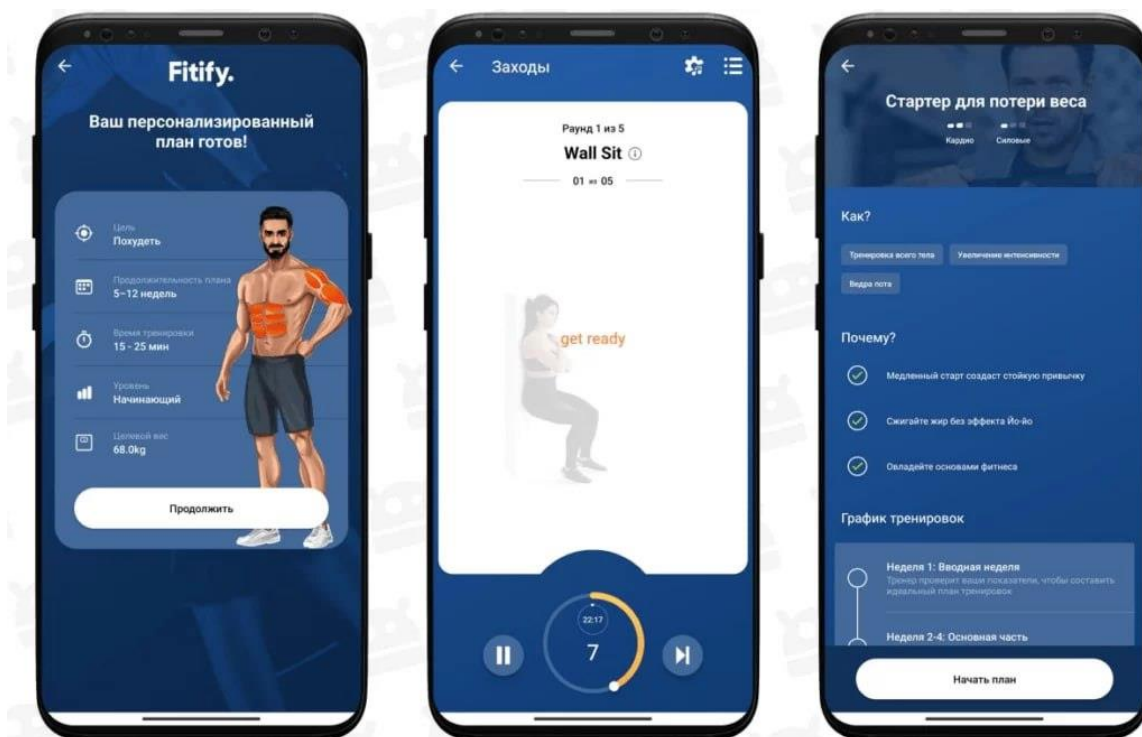 Fitify.
Ваш персонализированный
план готов!
Цель
Похудеть
Продолжительность плана
5–12 недель
Время тренировки
15 - 25 мин
Уровень
Начинающий
Целевой вес
68.0kg
Продолжить
Заходы
Раунд 1 из 5
Wall Sit
01 из 05
get ready
22:17
7
Стартер для потери веса
Кардио Силовые
Как?
Тренировка всего тела Увеличение интенсивности
Ведра пота
Почему?
Медленный старт создаст стойкую привычку
Сжигайте жир без эффекта Йо-йо
Овладейте основами фитнеса
График тренировок
Неделя 1: Вводная неделя
Тренер проверит ваши показатели, чтобы составить
идеальный план тренировок
Неделя 2-4: Основная часть
Начать план